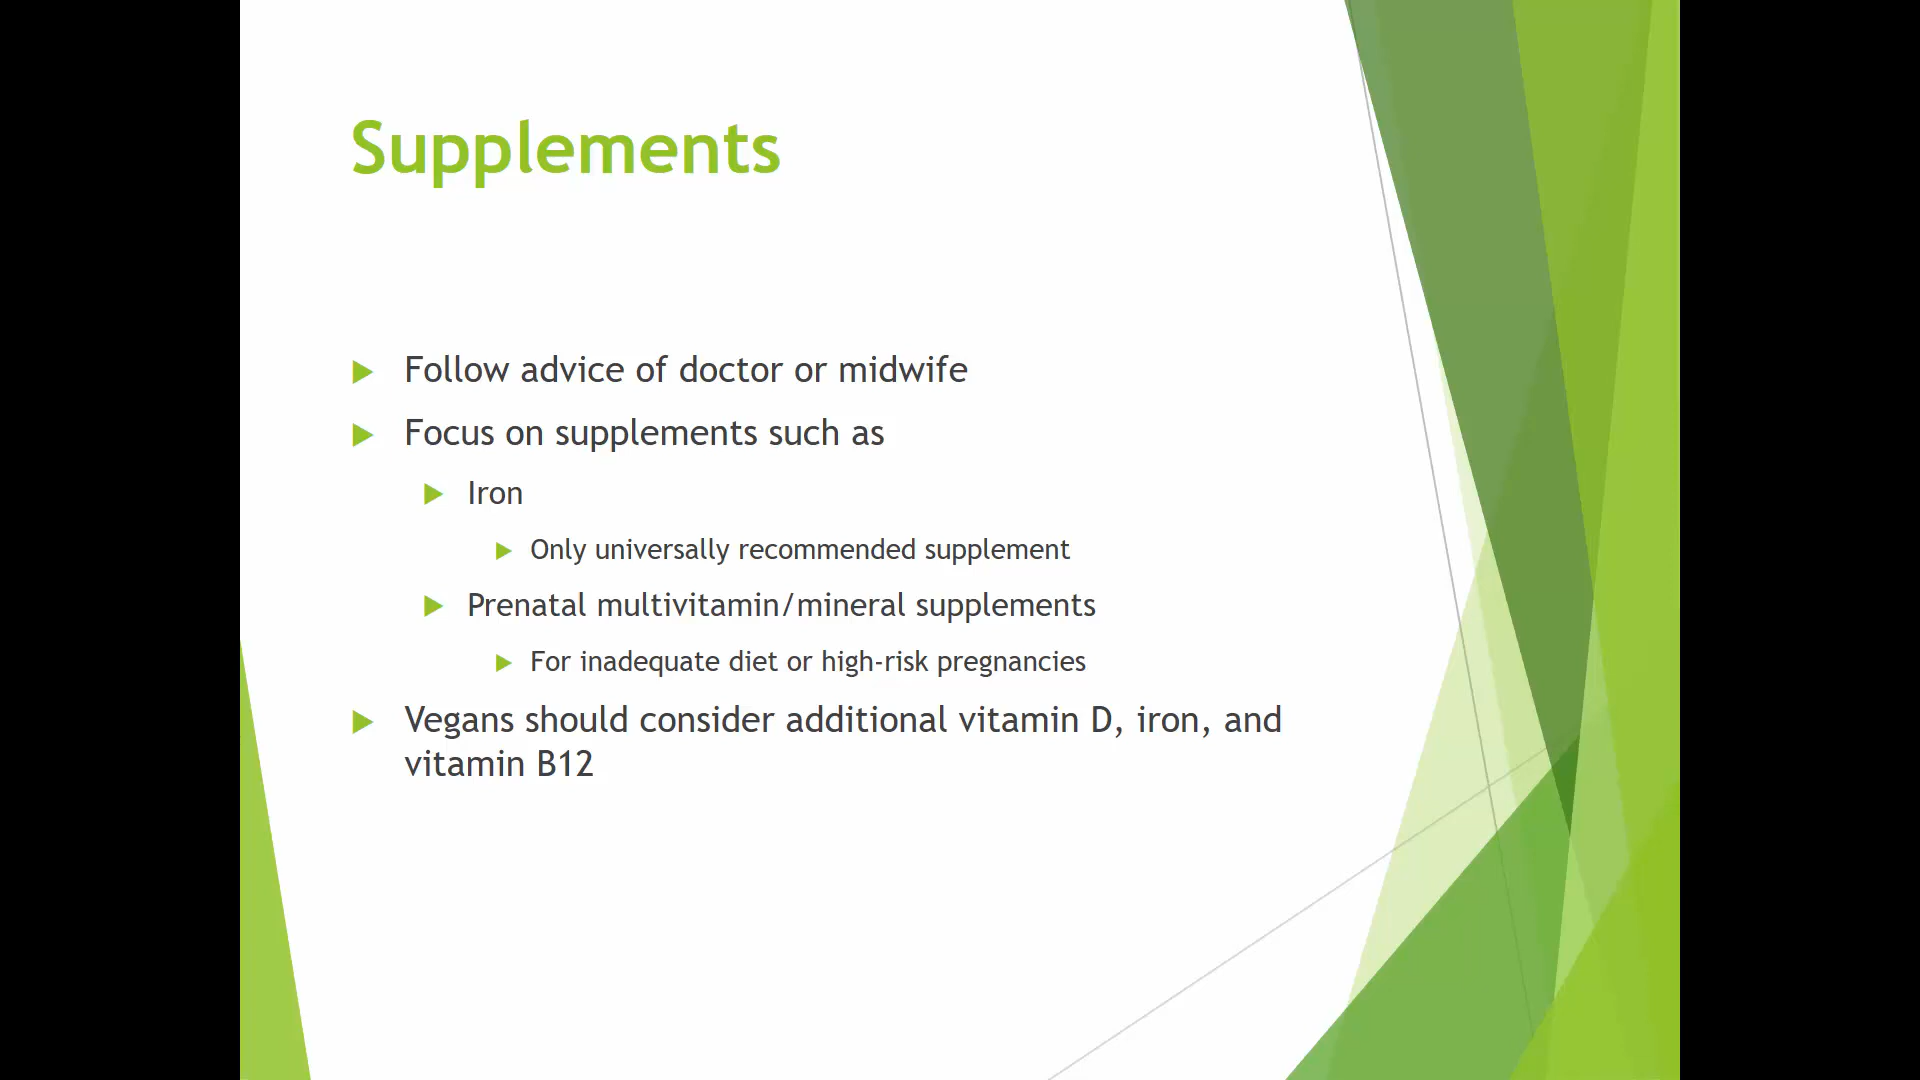 Supplements
Follow advice of doctor or midwife
Focus on supplements such as
Iron
Only universally recommended supplement
Prenatal multivitamin/mineral supplements
For inadequate diet or high-risk pregnancies
Vegans should consider additional vitamin D, iron, and
vitamin B12